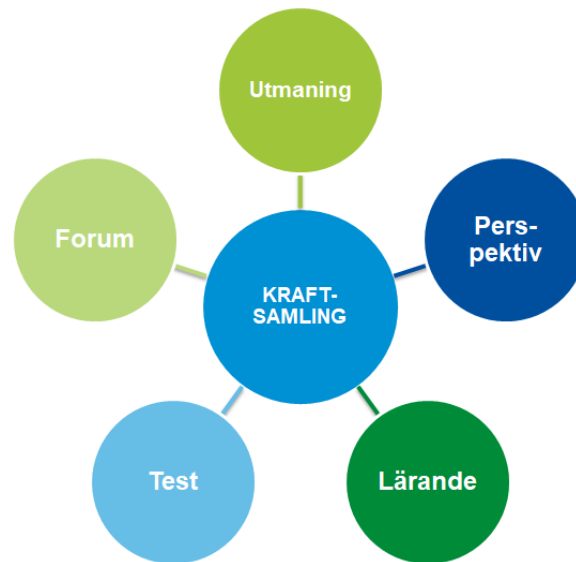 Utmaning
Forum
Pers-
pektiv
KRAFT-
SAMLING
Test
Lärande